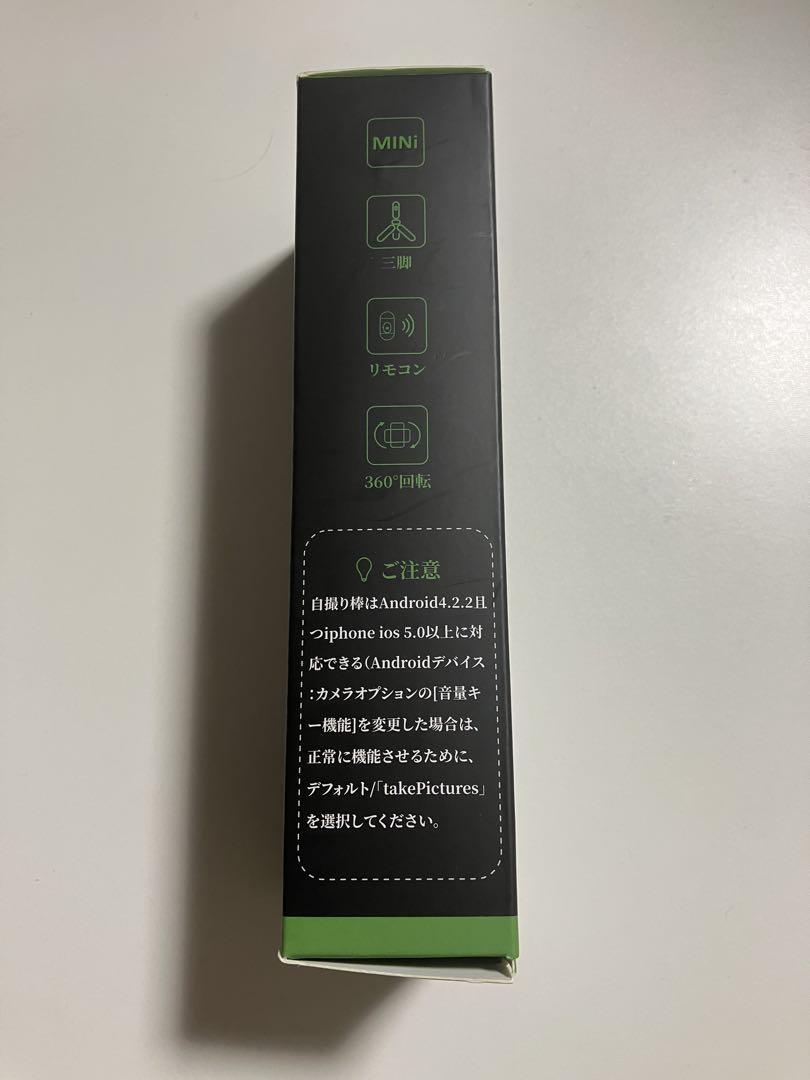 MINi
三脚
リモコン
360°回転
ご注意
自撮り棒はAndroid4.2.2且
つiphone ios 5.0以上に対
応できる（Androidデバイス
：カメラオプションの[音量キ
ー機能]を変更した場合は、
正常に機能させるために、
デフォルト/「takePictures」
を選択してください。